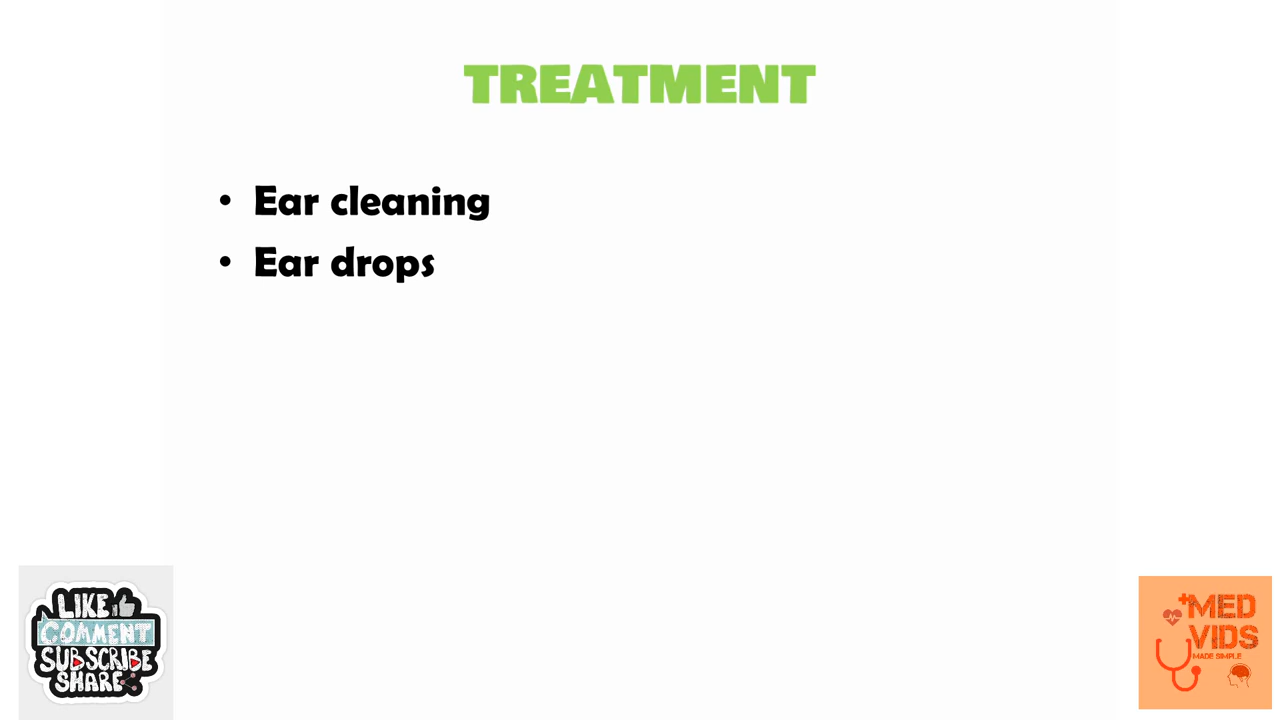 TREATMENT
• Ear cleaning
• Ear drops
LIKE
COMMENT
SUBSCRIBE
SHARE
MED
VIDS
MADE SIMPLE